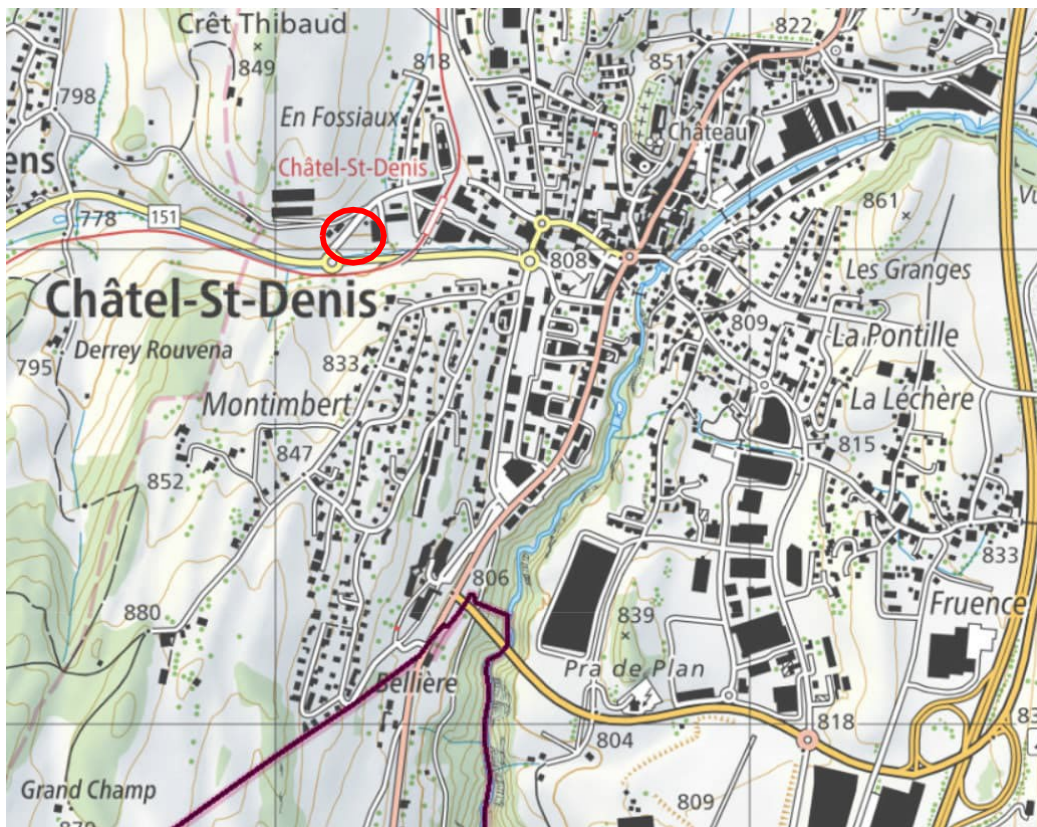 Crêt Thibaud
822
849
818
851
798
En Fossiaux
Château
ens
Châtel-St-Denis
861
151
778
808
Les Granges
Châtel-St-Denis
809
La Pontille
Derrey Rouvena
833
795
Montimbert
La Léchère
847
815
852
833
806
880
839
Fruence
Pra de Plan
Bellière
818
804
Grand Champ
809